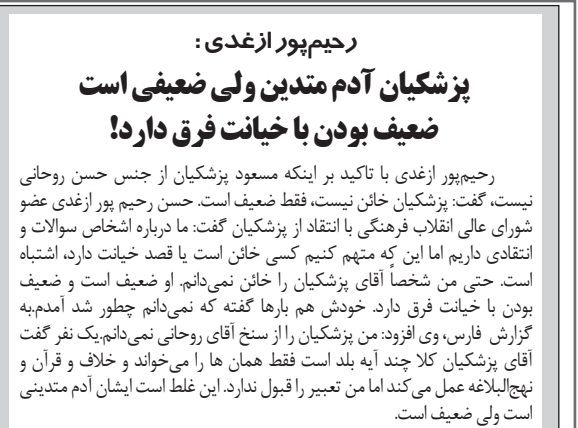 رحیم‌پور ازغدی :
پزشکیان آدم متدین ولی ضعیفی است
ضعیف بودن با خیانت فرق دارد!
رحیم‌پور ازغدی با تاکید بر اینکه مسعود پزشکیان از جنس حسن روحانی
نیست، گفت: پزشکیان خائن نیست، فقط ضعیف است. حسن رحیم پور ازغدی عضو
شورای عالی انقلاب فرهنگی با انتقاد از پزشکیان گفت: ما درباره اشخاص سوالات و
انتقادی داریم اما این که متهم کنیم کسی خائن است یا قصد خیانت دارد، اشتباه
است. حتی من شخصاً آقای پزشکیان را خائن نمی‌دانم. او ضعیف است و ضعیف
بودن با خیانت فرق دارد. خودش هم بارها گفته که نمی‌دانم چطور شد آمدم.به
گزارش فارس، وی افزود: من پزشکیان را از سنخ آقای روحانی نمی‌دانم.یک نفر گفت
آقای پزشکیان کلا چند آیه بلد است فقط همان ها را می‌خواند و خلاف و قرآن و
نهج‌البلاغه عمل می‌کند اما من تعبیر را قبول ندارد. این غلط است ایشان آدم متدینی
است ولی ضعیف است.